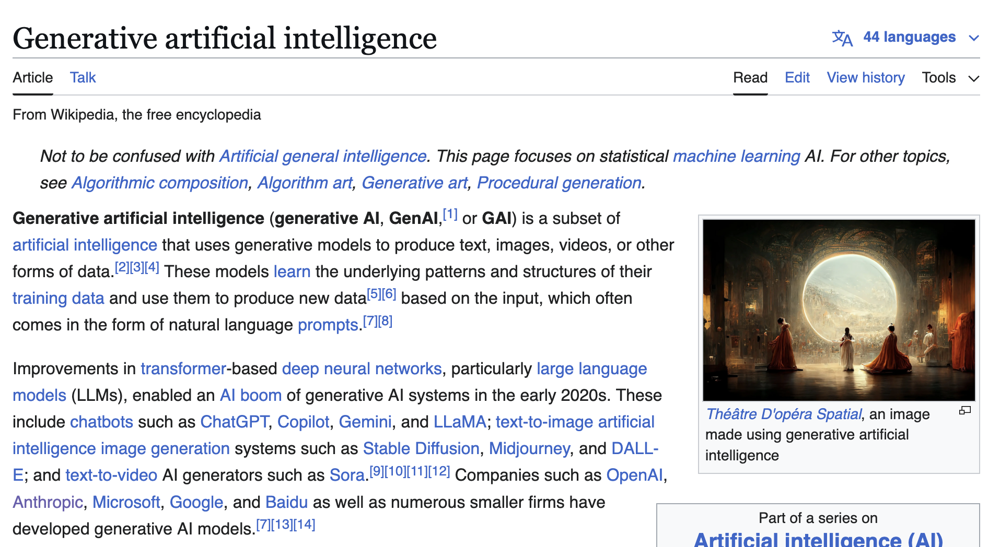 Generative artificial intelligence
文A 44 languages
Article Talk
Read Edit View history Tools
From Wikipedia, the free encyclopedia
Not to be confused with Artificial general intelligence. This page focuses on statistical machine learning AI. For other topics,
see Algorithmic composition, Algorithm art, Generative art, Procedural generation.
Generative artificial intelligence (generative AI, GenAI,[1] or GAI) is a subset of
artificial intelligence that uses generative models to produce text, images, videos, or other
forms of data.[2][3][4] These models learn the underlying patterns and structures of their
training data and use them to produce new data[5][6] based on the input, which often
comes in the form of natural language prompts.[7][8]
Improvements in transformer-based deep neural networks, particularly large language
models (LLMs), enabled an AI boom of generative AI systems in the early 2020s. These
include chatbots such as ChatGPT, Copilot, Gemini, and LLaMA; text-to-image artificial
intelligence image generation systems such as Stable Diffusion, Midjourney, and DALL-
E; and text-to-video AI generators such as Sora.[9][10][11][12] Companies such as OpenAI,
Anthropic, Microsoft, Google, and Baidu as well as numerous smaller firms have
developed generative AI models.[7][13][14]
Théâtre D'opéra Spatial, an image
made using generative artificial
intelligence
Part of a series on
Artificial intelligence (AI)